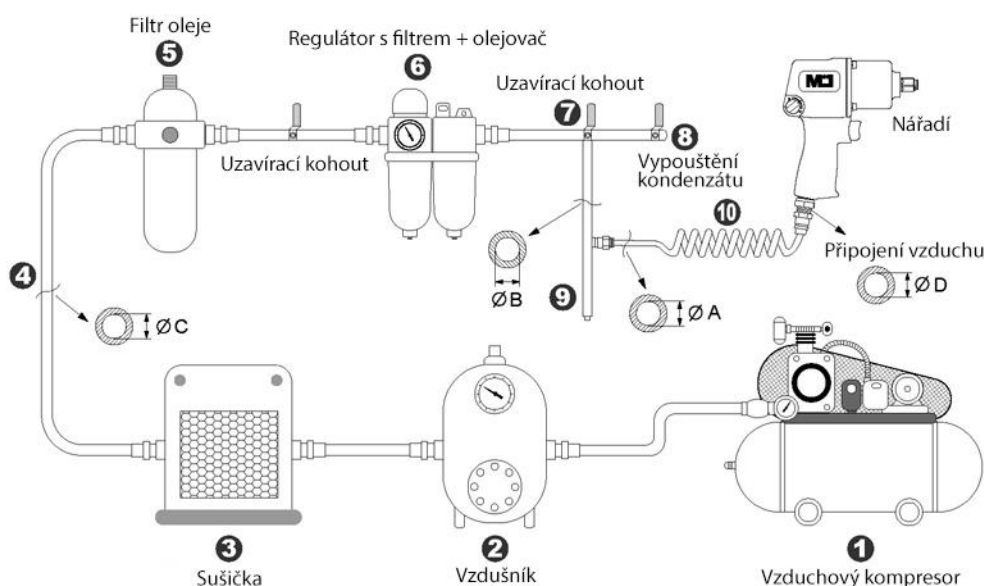 Filtr oleje
5
Regulátor s filtrem + olejovač
6
Uzavírací kohout
7
8
Vypouštění
kondenzátu
Nářadí
Uzavírací kohout
10
Připojení vzduchu
4
ØC
ØB
9
ØA
ØD
3
Sušička
2
Vzdušník
1
Vzduchový kompresor